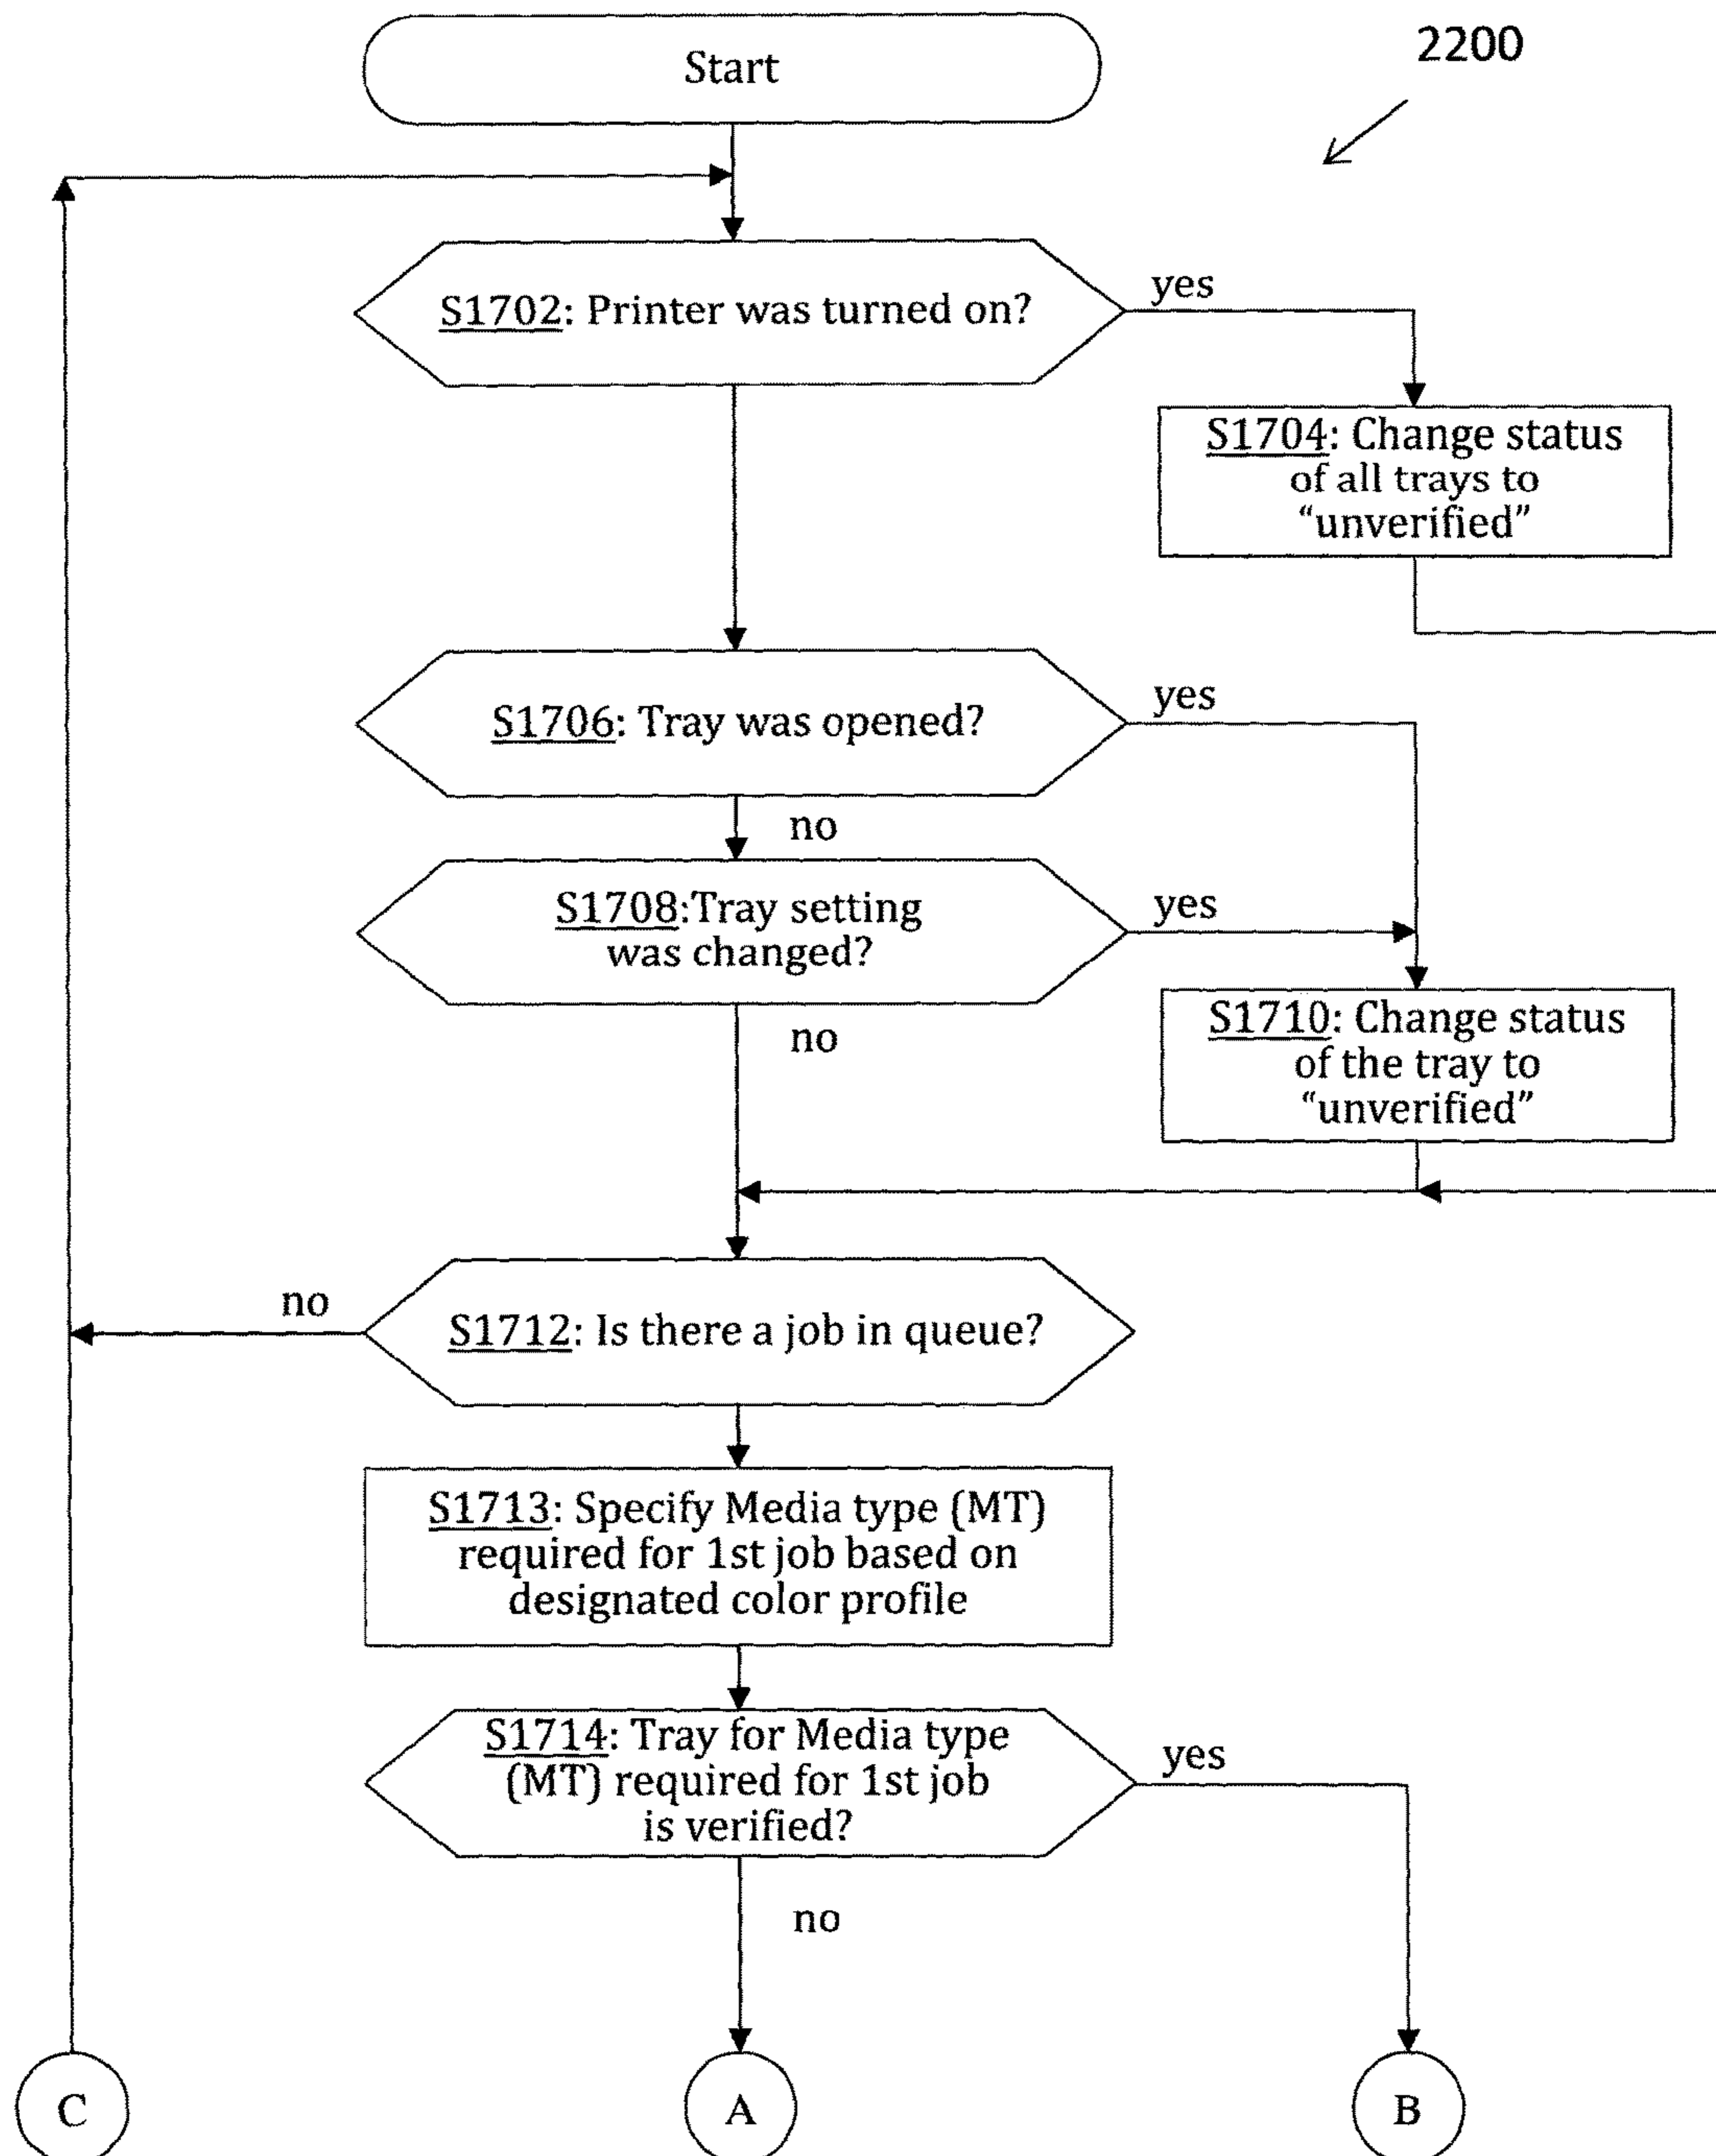 Start
2200
S1702: Printer was turned on?
yes
S1704: Change status
of all trays to
“unverified”
S1706: Tray was opened?
yes
no
S1708:Tray setting
was changed?
yes
no
S1710: Change status
of the tray to
“unverified”
S1712: Is there a job in queue?
no
S1713: Specify Media type (MT)
required for 1st job based on
designated color profile
S1714: Tray for Media type
(MT) required for 1st job
is verified?
yes
no
C
A
B